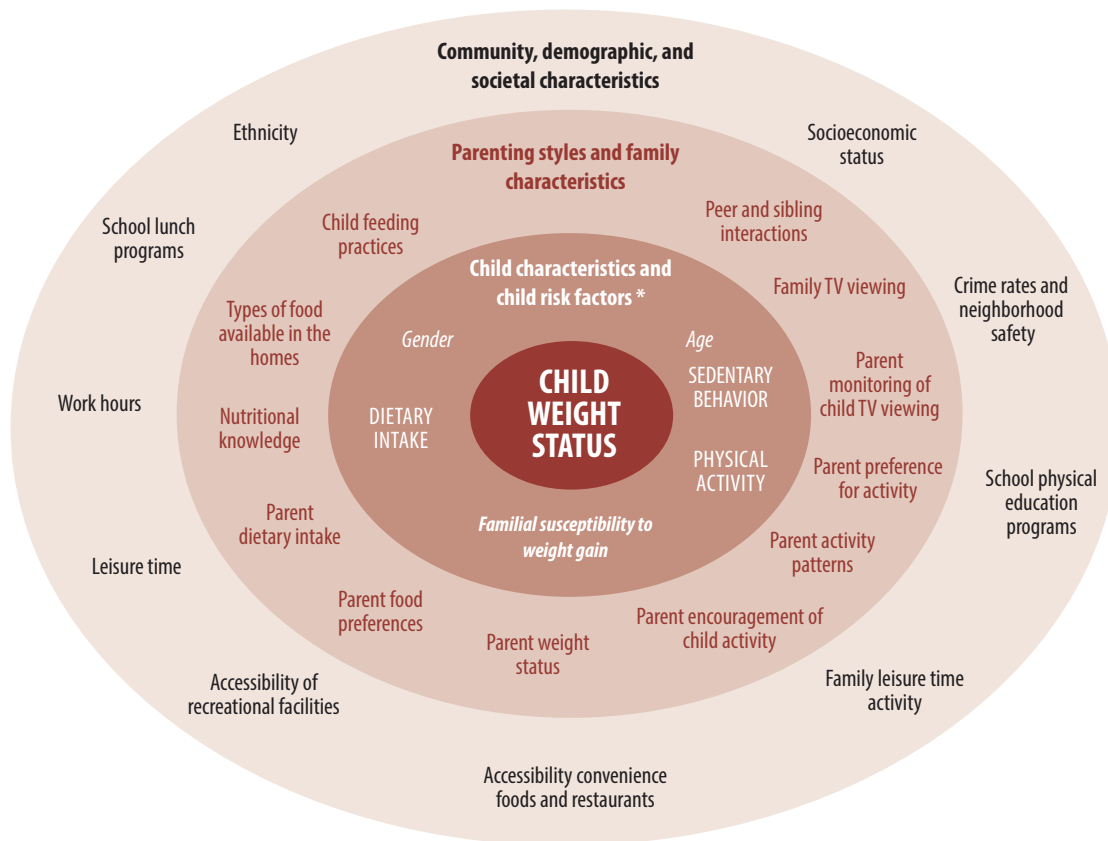 Community, demographic, and
societal characteristics
Ethnicity
Socioeconomic
status
Parenting styles and family
characteristics
School lunch
programs
Child feeding
practices
Peer and sibling
interactions
Child characteristics and
child risk factors *
Family TV viewing
Crime rates and
neighborhood
safety
Types of food
available in the
homes
Gender
Age
CHILD
WEIGHT
STATUS
SEDENTARY
BEHAVIOR
Parent
monitoring of
child TV viewing
Work hours
Nutritional
knowledge
DIETARY
INTAKE
PHYSICAL
ACTIVITY
Parent preference
for activity
School physical
education
programs
Parent
dietary intake
Familial susceptibility to
weight gain
Parent activity
patterns
Leisure time
Parent food
preferences
Parent weight
status
Parent encouragement of
child activity
Accessibility of
recreational facilities
Family leisure time
activity
Accessibility convenience
foods and restaurants